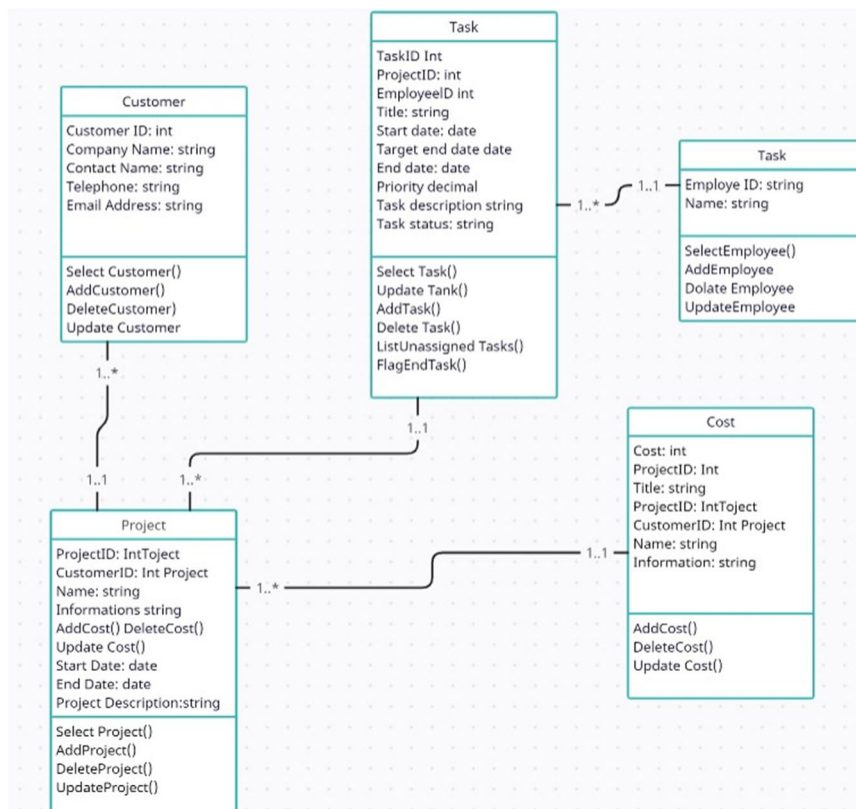 Task
TaskID Int
ProjectID: int
EmployeeID int
Title: string
Start date: date
Target end date date
End date: date
Priority decimal
Task description string
Task status: string
Select Task()
Update Tank()
AddTask()
Delete Task()
ListUnassigned Tasks()
FlagEndTask()
Customer
Customer ID: int
Company Name: string
Contact Name: string
Telephone: string
Email Address: string
Select Customer()
AddCustomer()
DeleteCustomer)
Update Customer
Task
Employe ID: string
Name: string
SelectEmployee()
AddEmployee
Dolate Employee
UpdateEmployee
1..*
1..1
1..*
1..1
1..1
1..*
Cost
Cost: int
ProjectID: Int
Title: string
ProjectID: IntToject
CustomerID: Int Project
Name: string
Information: string
AddCost()
DeleteCost()
Update Cost()
Project
ProjectID: IntToject
CustomerID: Int Project
Name: string
Informations string
AddCost() DeleteCost()
Update Cost()
Start Date: date
End Date: date
Project Description:string
Select Project()
AddProject()
DeleteProject()
UpdateProject()
1..*
1..1